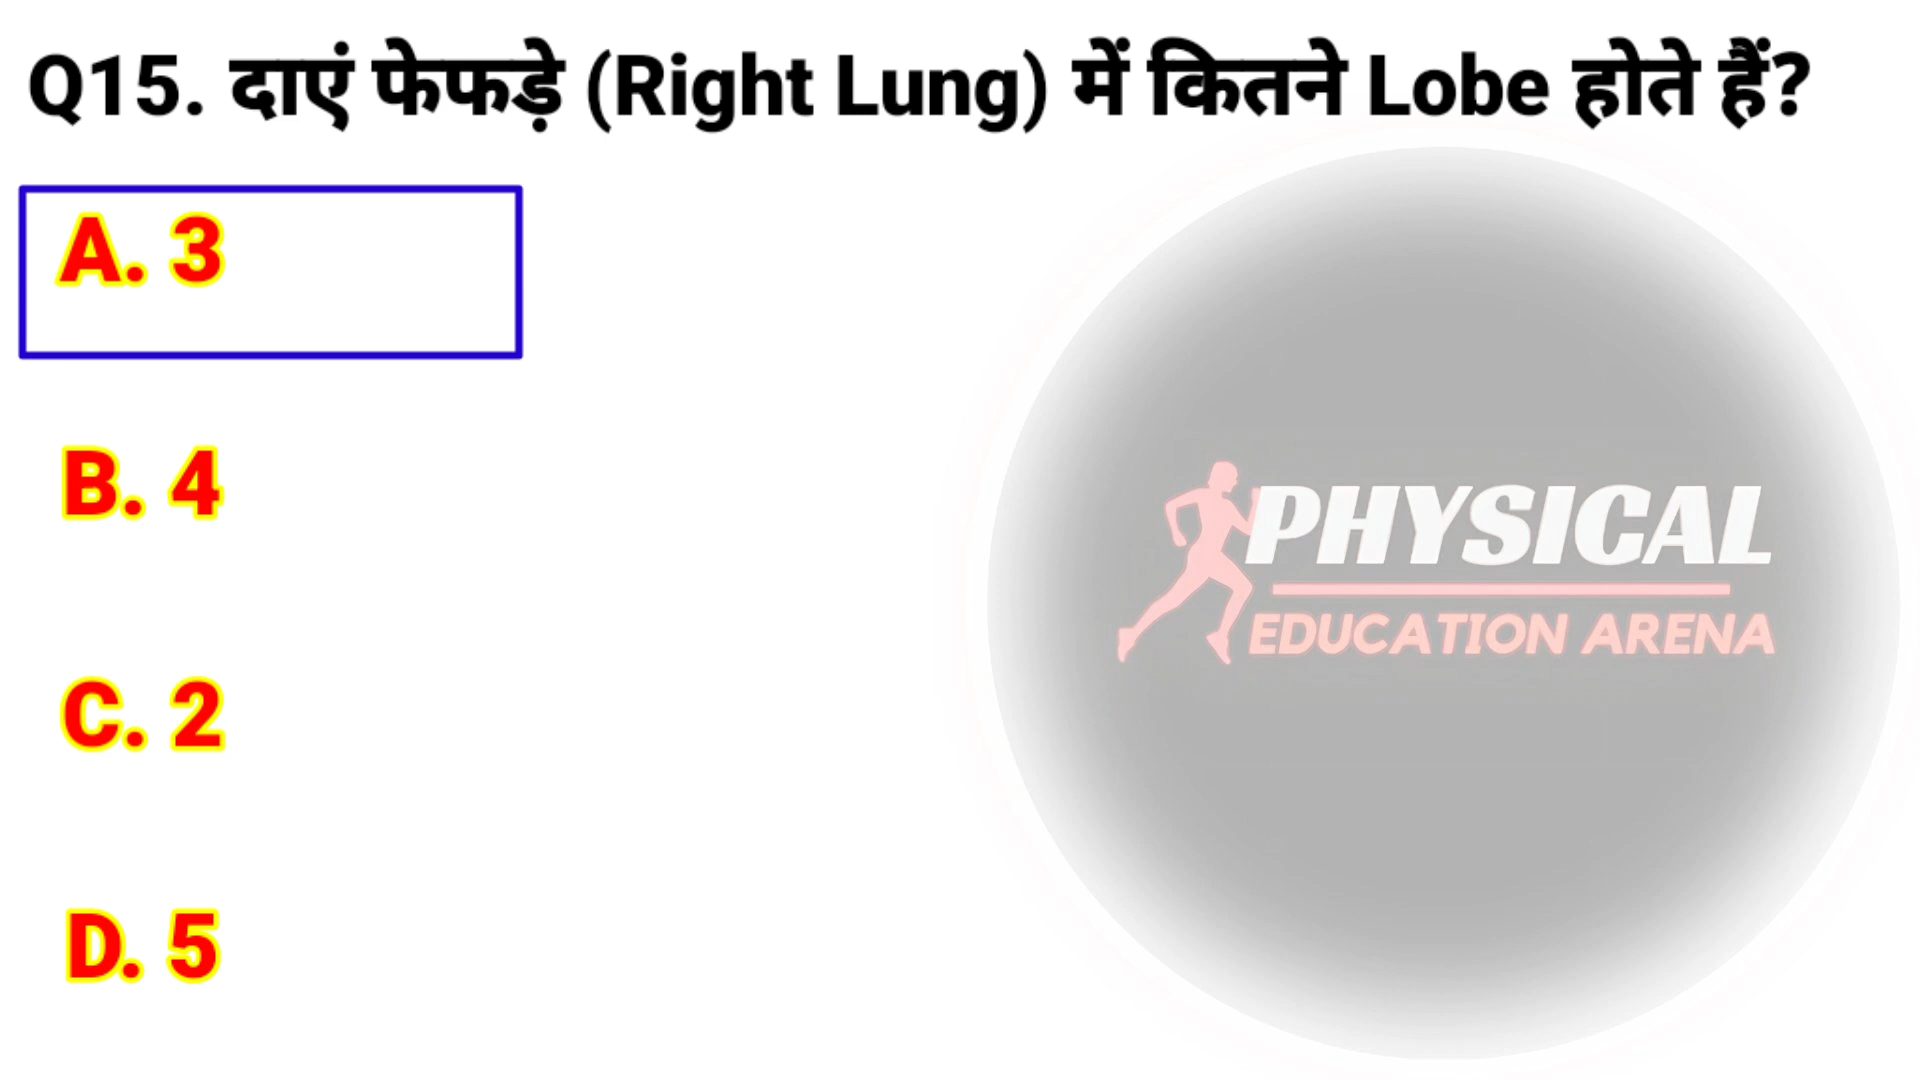 Q15. दाएं फेफड़े (Right Lung) में कितने Lobe होते हैं?
A. 3
B. 4
C. 2
D. 5
PHYSICAL
EDUCATION ARENA